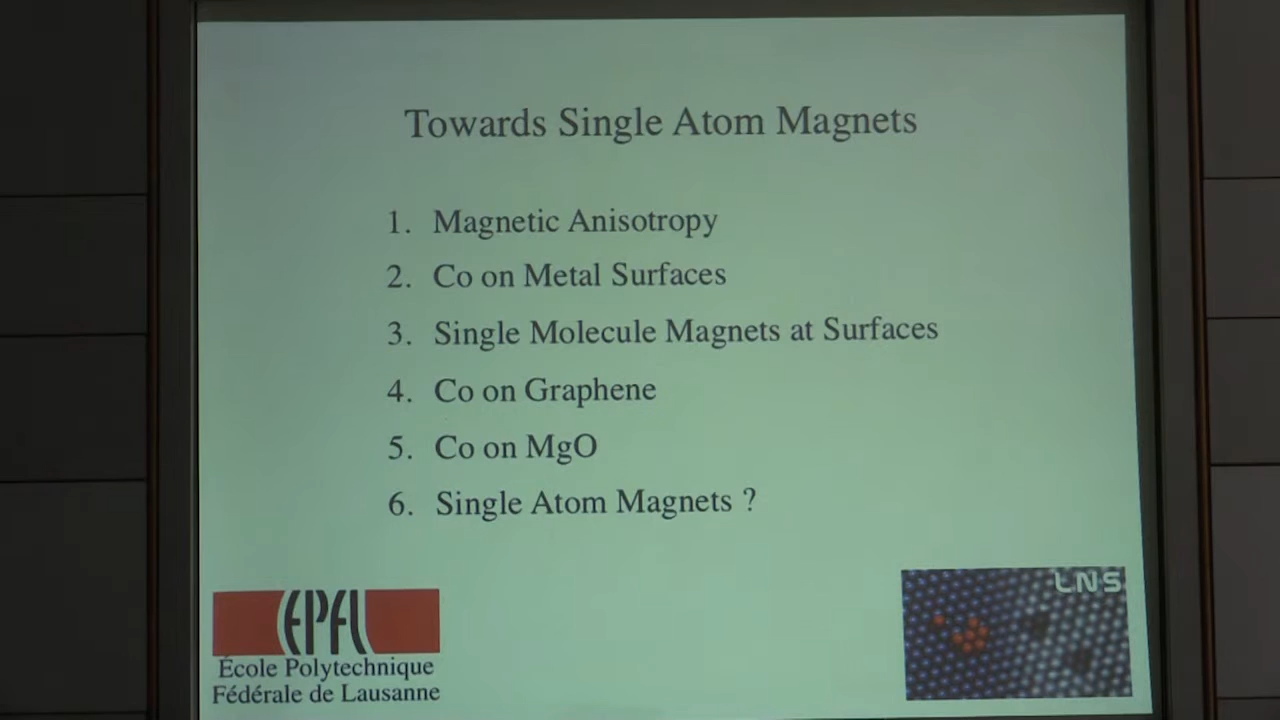 Towards Single Atom Magnets
1. Magnetic Anisotropy
2. Co on Metal Surfaces
3. Single Molecule Magnets at Surfaces
4. Co on Graphene
5. Co on MgO
6. Single Atom Magnets ?
LNS
EPFL
École Polytechnique
Fédérale de Lausanne